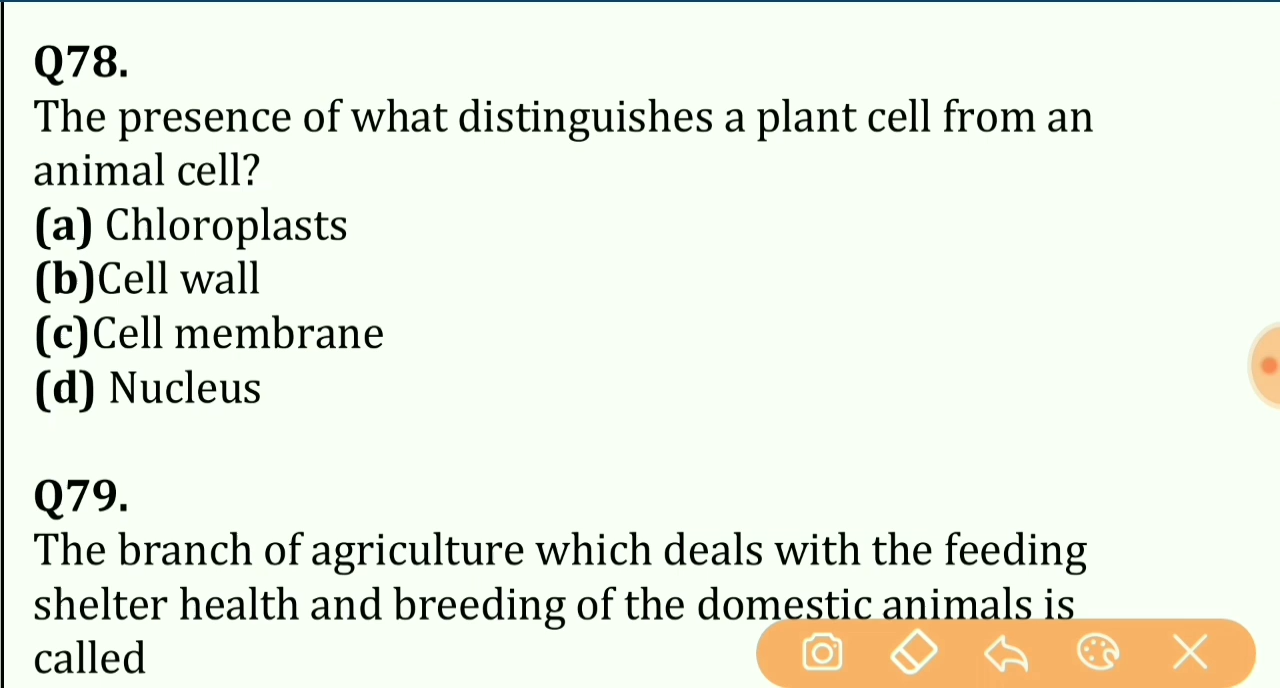 Q78.
The presence of what distinguishes a plant cell from an
animal cell?
(a) Chloroplasts
(b)Cell wall
(c)Cell membrane
(d) Nucleus
Q79.
The branch of agriculture which deals with the feeding
shelter health and breeding of the domestic animals is
called